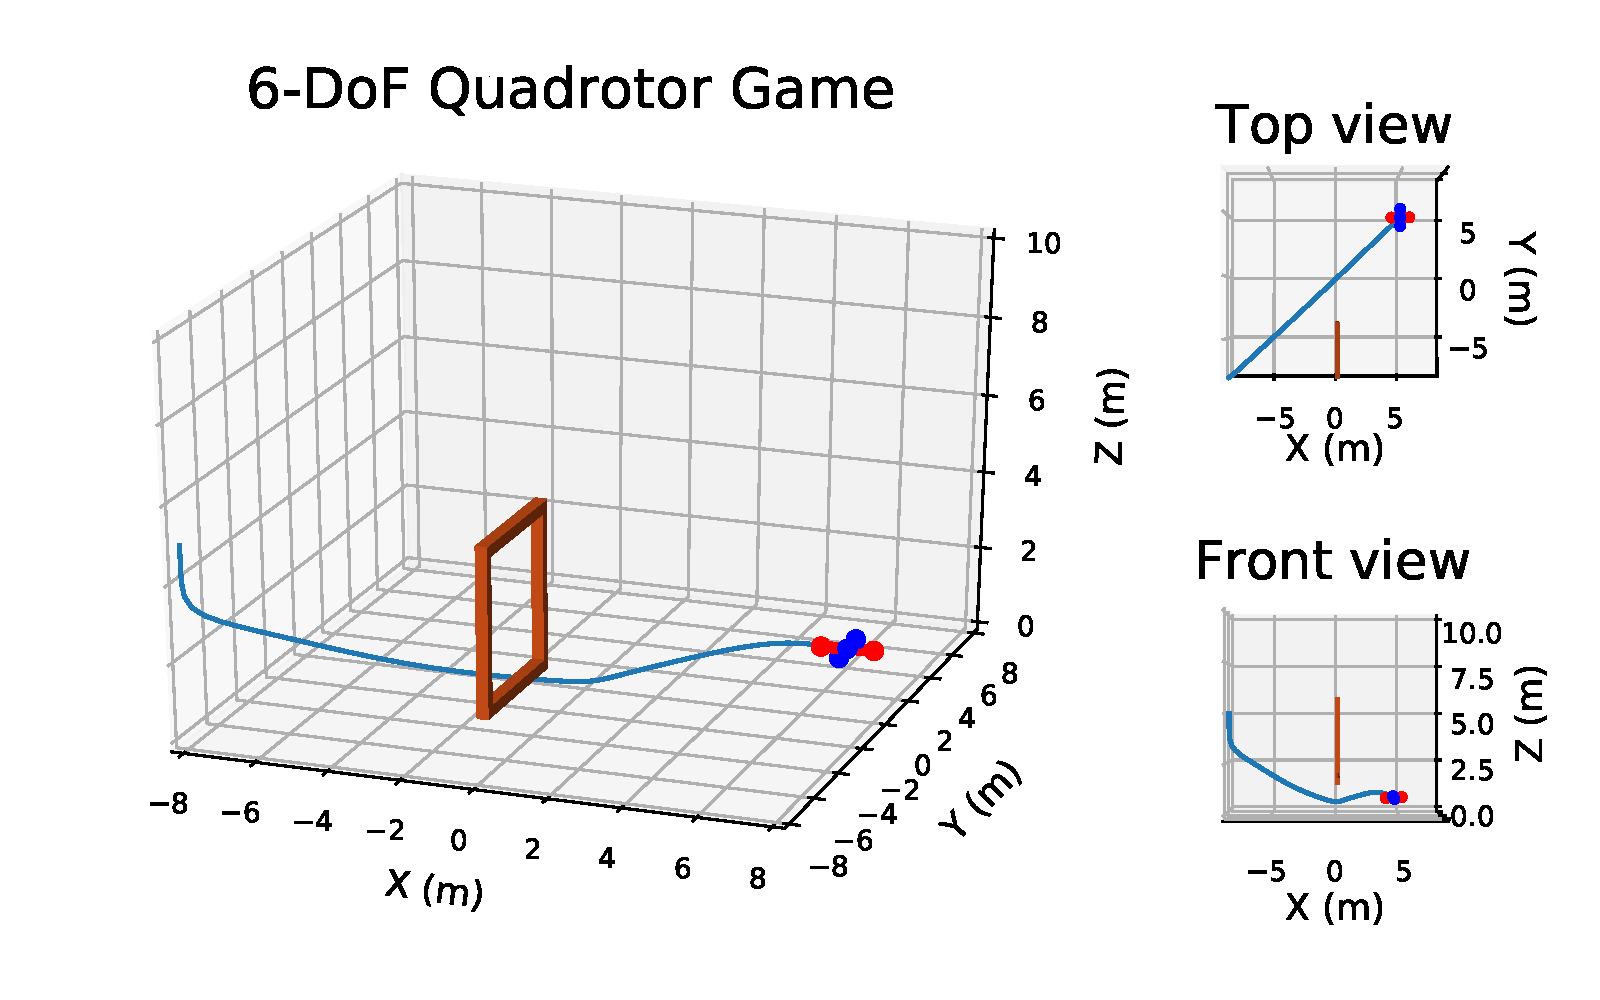 6-DoF Quadrotor Game
10
8
6
4
2
0
Z (m)
−8 −6 −4 −2 0 2 4 6 8
X (m)
−8 −6 −4 −2 0 2 4 6 8
Y (m)
Top view
5
0
−5
Y (m)
−5 0 5
X (m)
Front view
10.0
7.5
5.0
2.5
0.0
Z (m)
−5 0 5
X (m)